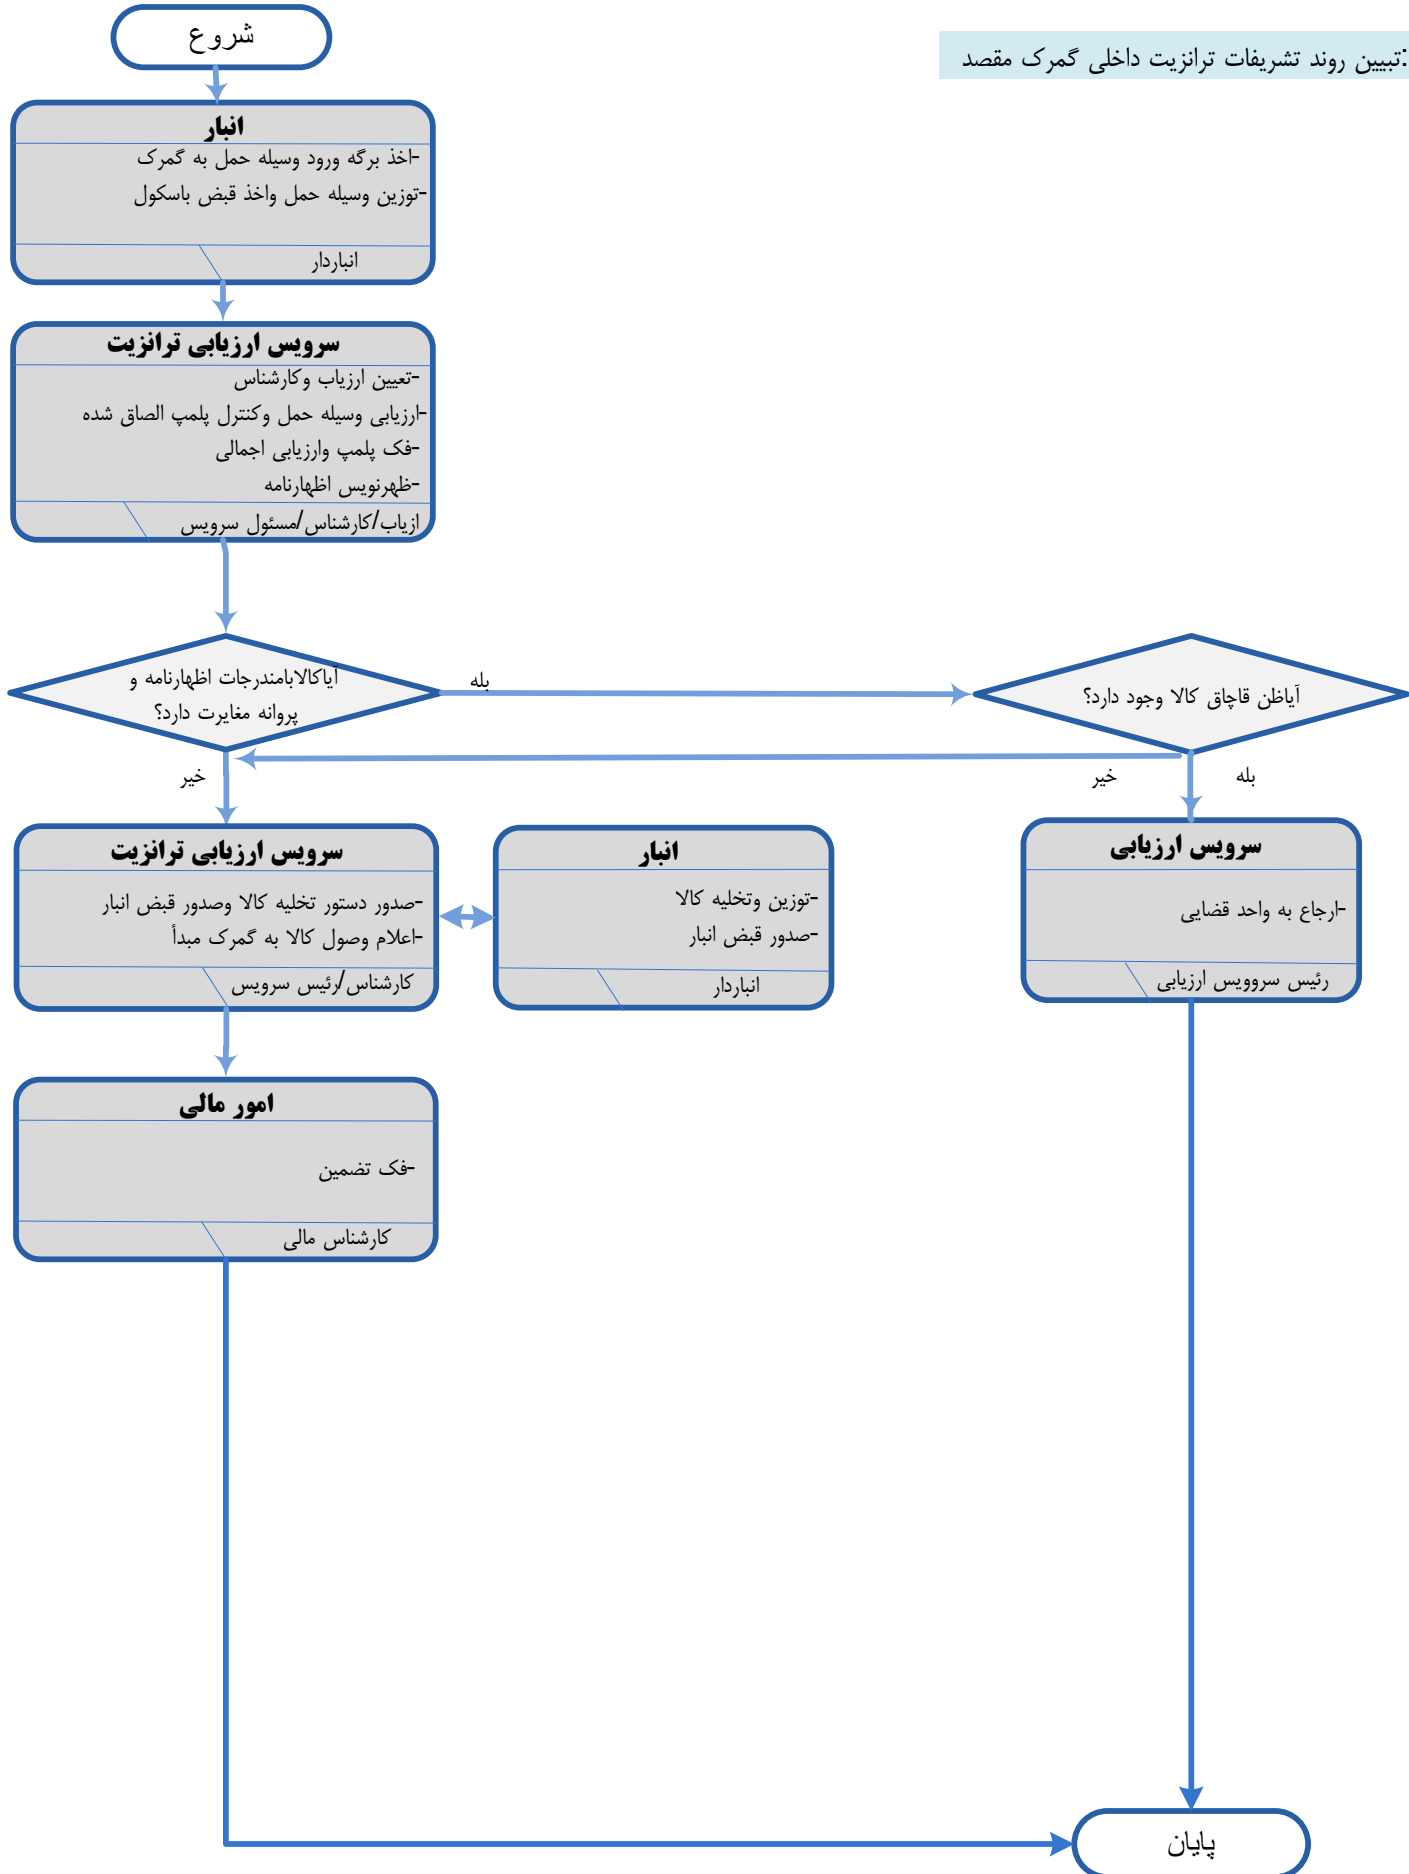 تبیین روند تشریفات ترانزیت داخلی گمرک مقصد:
شروع
انبار
-اخذ برگه ورود وسیله حمل به گمرک
-توزین وسیله حمل واخذ قبض باسکول
انباردار
سرویس ارزیابی ترانزیت
-تعیین ارزیاب وکارشناس
-ارزیابی وسیله حمل وکنترل پلمپ الصاق شده
-فک پلمپ وارزیابی اجمالی
-ظهرنویس اظهارنامه
ازیاب/کارشناس/مسئول سرویس
آیاکالابامندرجات اظهارنامه و
پروانه مغایرت دارد؟
بله
آیاظن قاچاق کالا وجود دارد؟
خیر
خیر
بله
سرویس ارزیابی ترانزیت
-صدور دستور تخلیه کالا وصدور قبض انبار
-اعلام وصول کالا به گمرک مبدأ
کارشناس/رئیس سرویس
انبار
-توزین وتخلیه کالا
-صدور قبض انبار
انباردار
سرویس ارزیابی
-ارجاع به واحد قضایی
رئیس سروویس ارزیابی
امور مالی
-فک تضمین
کارشناس مالی
پایان